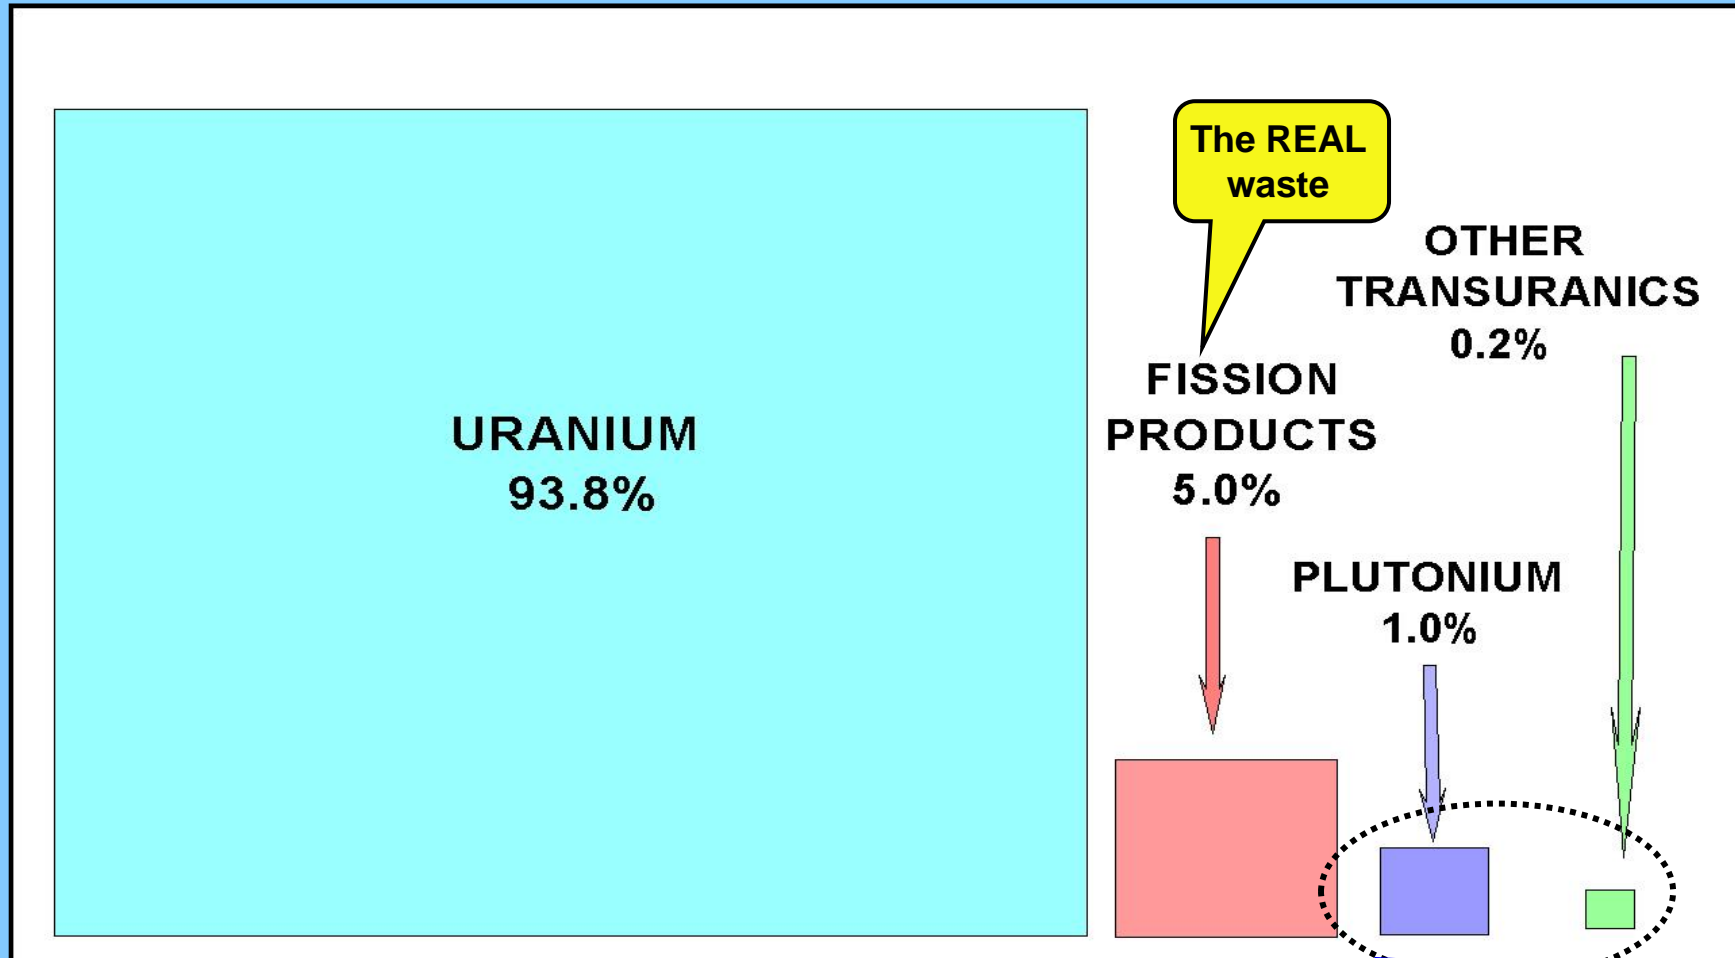 The REAL
waste
OTHER
TRANSURANICS
0.2%
FISSION
PRODUCTS
5.0%
URANIUM
93.8%
PLUTONIUM
1.0%